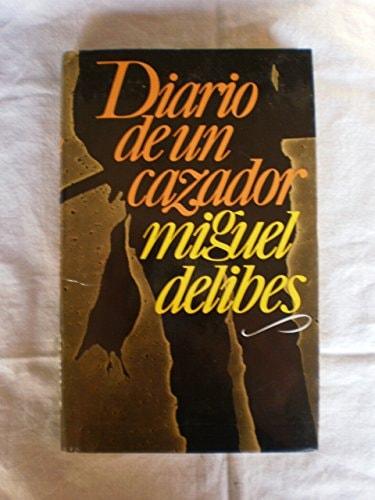 Diario
de un
cazador
miguel
delibes